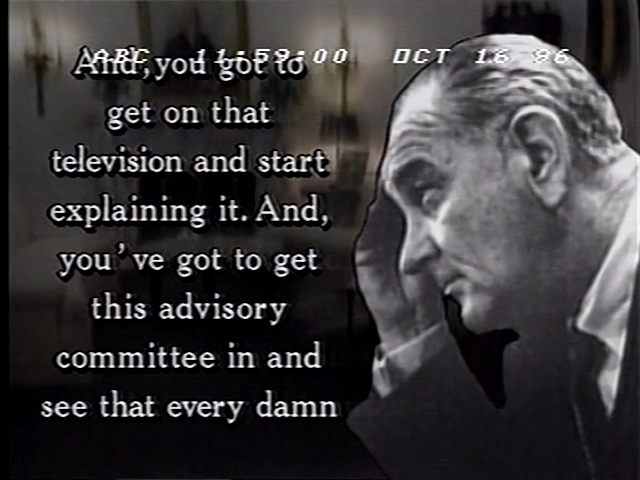 ABC 11:59:00 OCT 16 96
And, you got to
get on that
television and start
explaining it. And,
you've got to get
this advisory
committee in and
see that every damn